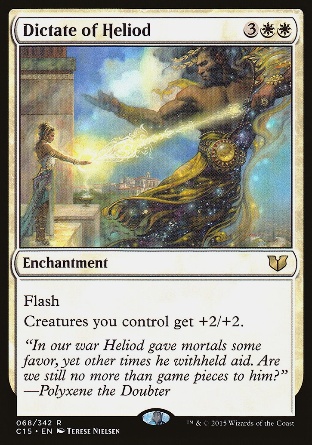 Dictate of Heliod 3
Enchantment
Flash
Creatures you control get +2/+2.
"In our war Heliod gave mortals some
favor, yet other times he withheld aid. Are
we still no more than game pieces to him?"
—Polyxene the Doubter
068/342 R
C15 • EN TERESE NIELSEN
™ & © 2015 Wizards of the Coast